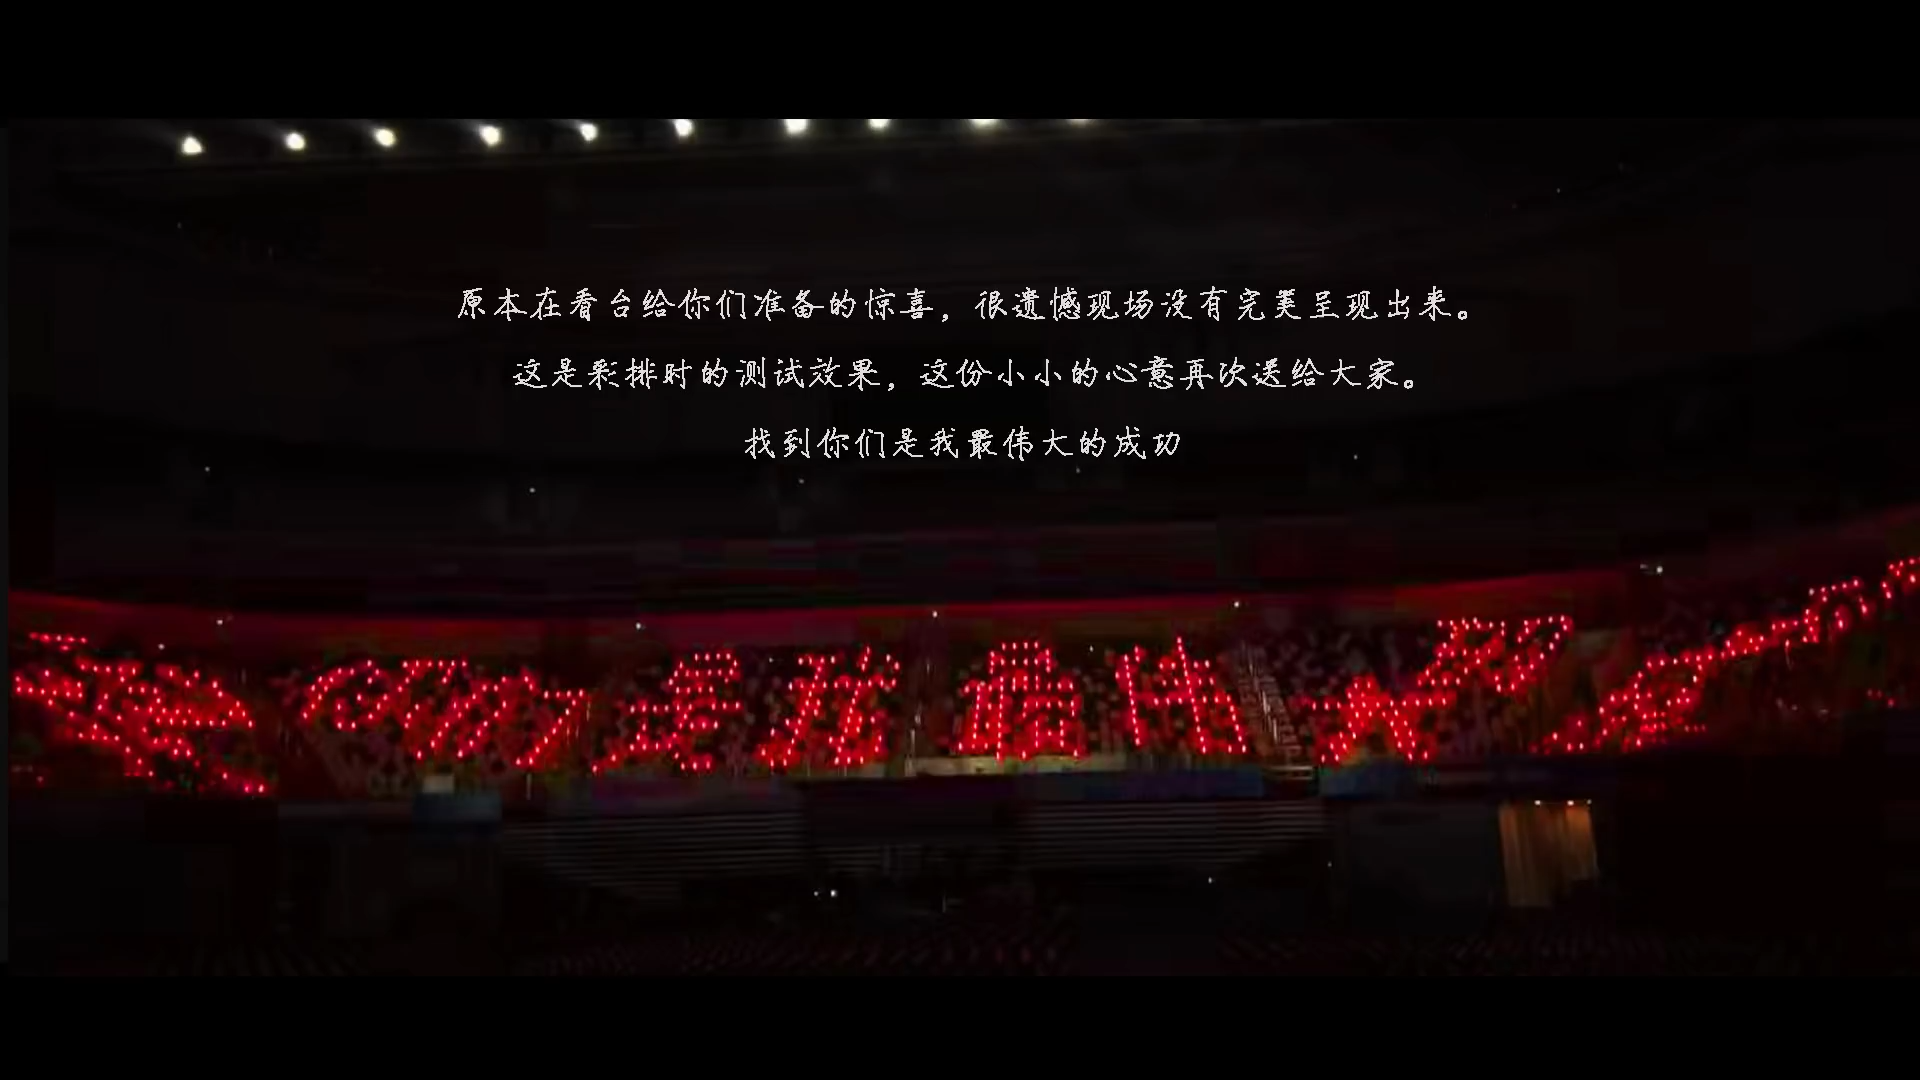 原本在看台给你们准备的惊喜，很遗憾现场没有完美呈现出来。
这是彩排时的测试效果，这份小小的心意再次送给大家。
找到你们是我最伟大的成功
是我最伟大